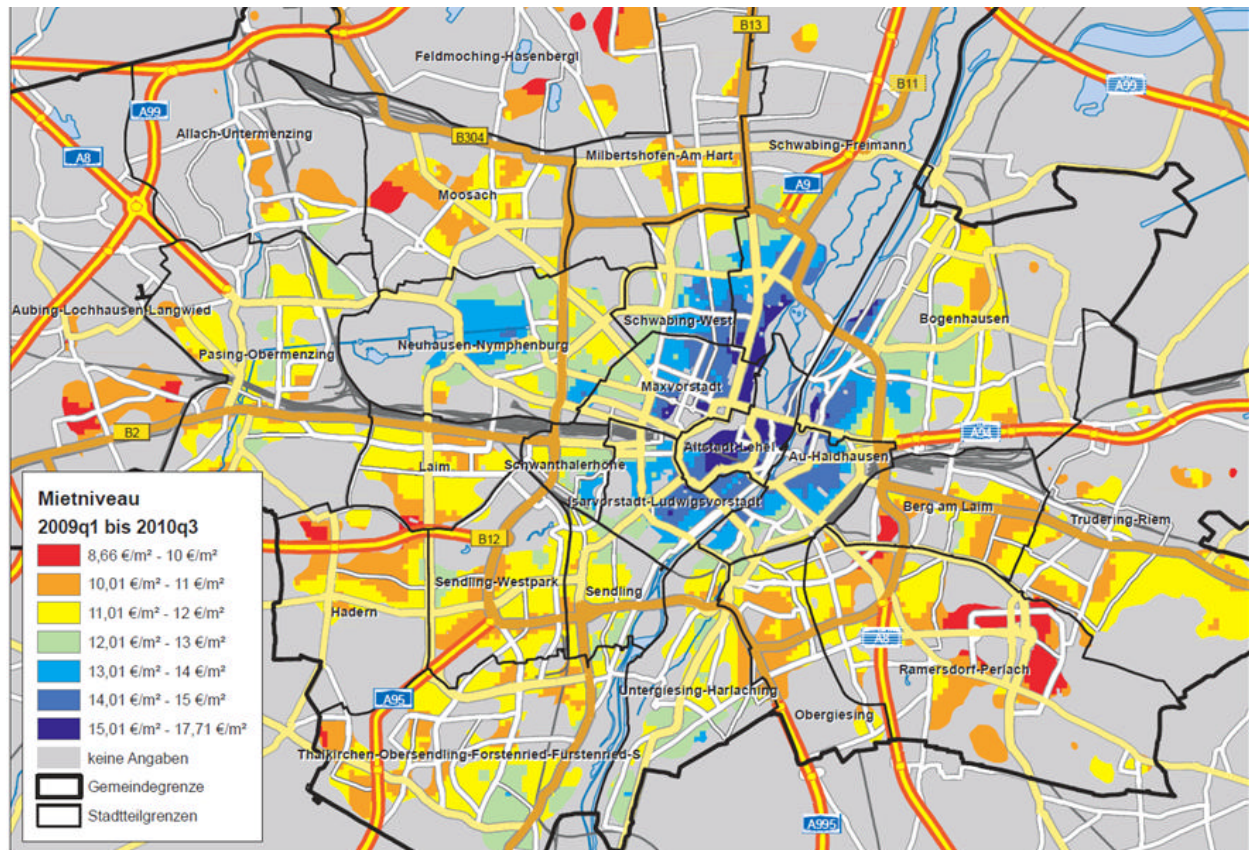 B13
Feldmoching-Hasenbergl
A99
B11
A99
Allach-Untermenzing
B304
A8
Milbertshofen-Am Hart
Schwabing-Freimann
A9
Moosach
Aubing-Lochhausen-Langwied
Schwabing-West
Bogenhausen
Neuhausen-Nymphenburg
Pasing-Obermenzing
Maxvorstadt
B2
A94
Altstadt-Lehel
Au-Haidhausen
Laim
Schwanthalerhöhe
Isarvorstadt-Ludwigsvorstadt
Berg am Laim
Trudering-Riem
B12
Sendling-Westpark
Sendling
Hadern
A8
Ramersdorf-Perlach
Untergiesing-Harlaching
A95
Obergiesing
Thalkirchen-Obersendling-Forstenried-Fürstenried-S
A995
Mietniveau
2009q1 bis 2010q3
8,66 €/m² - 10 €/m²
10,01 €/m² - 11 €/m²
11,01 €/m² - 12 €/m²
12,01 €/m² - 13 €/m²
13,01 €/m² - 14 €/m²
14,01 €/m² - 15 €/m²
15,01 €/m² - 17,71 €/m²
keine Angaben
Gemeindegrenze
Stadtteilgrenzen